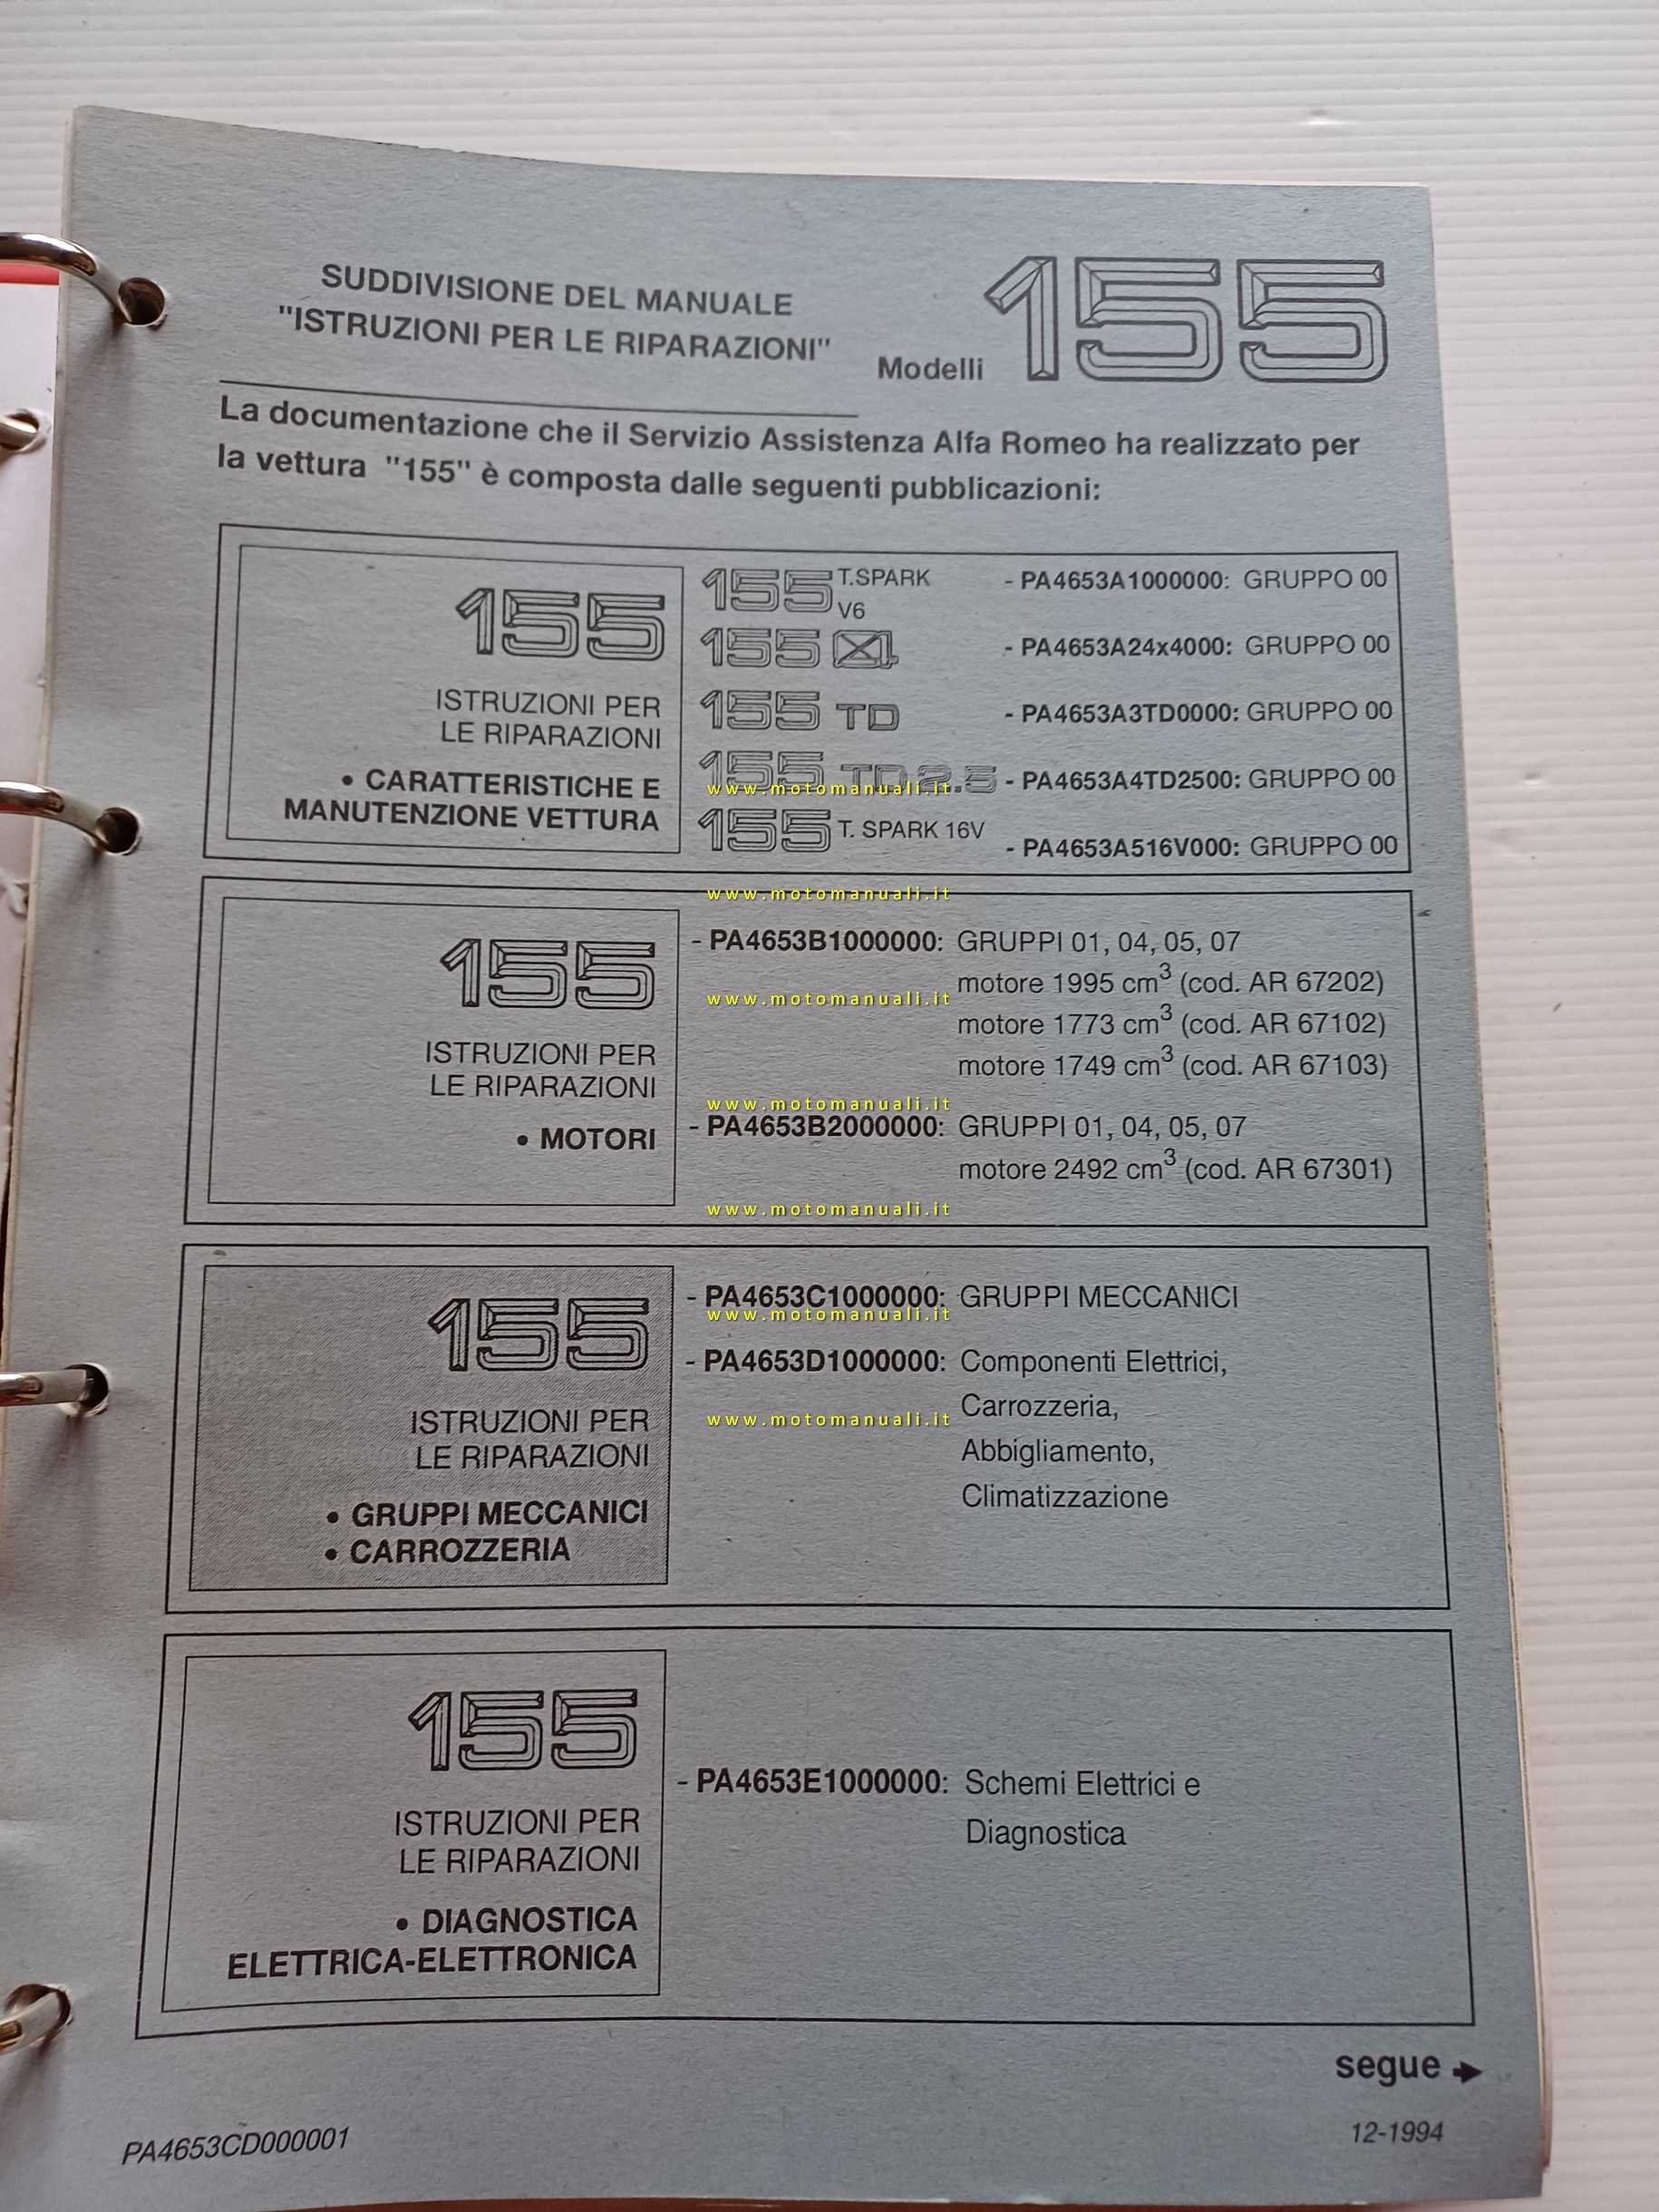 SUDDIVISIONE DEL MANUALE
"ISTRUZIONI PER LE RIPARAZIONI"
Modelli 155
La documentazione che il Servizio Assistenza Alfa Romeo ha realizzato per
la vettura "155" è composta dalle seguenti pubblicazioni:
155
ISTRUZIONI PER
LE RIPARAZIONI
• CARATTERISTICHE E
MANUTENZIONE VETTURA
155 T.SPARK V6 - PA4653A1000000: GRUPPO 00
155 - PA4653A24x4000: GRUPPO 00
155 TD - PA4653A3TD0000: GRUPPO 00
155 TD 2.5 - PA4653A4TD2500: GRUPPO 00
www.motomanuali.it
155 T. SPARK 16V - PA4653A516V000: GRUPPO 00
www.motomanuali.it
155
ISTRUZIONI PER
LE RIPARAZIONI
• MOTORI
- PA4653B1000000: GRUPPI 01, 04, 05, 07
motore 1995 cm³ (cod. AR 67202)
www.motomanuali.it
motore 1773 cm³ (cod. AR 67102)
motore 1749 cm³ (cod. AR 67103)
www.motomanuali.it
- PA4653B2000000: GRUPPI 01, 04, 05, 07
motore 2492 cm³ (cod. AR 67301)
www.motomanuali.it
155
ISTRUZIONI PER
LE RIPARAZIONI
• GRUPPI MECCANICI
• CARROZZERIA
- PA4653C1000000: GRUPPI MECCANICI
www.motomanuali.it
- PA4653D1000000: Componenti Elettrici,
Carrozzeria,
www.motomanuali.it
Abbigliamento,
Climatizzazione
155
ISTRUZIONI PER
LE RIPARAZIONI
• DIAGNOSTICA
ELETTRICA-ELETTRONICA
- PA4653E1000000: Schemi Elettrici e
Diagnostica
segue
PA4653CD000001
12-1994